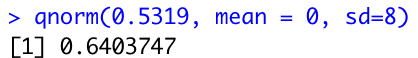 > qnorm(0.5319, mean = 0, sd=8)
[1] 0.6403747